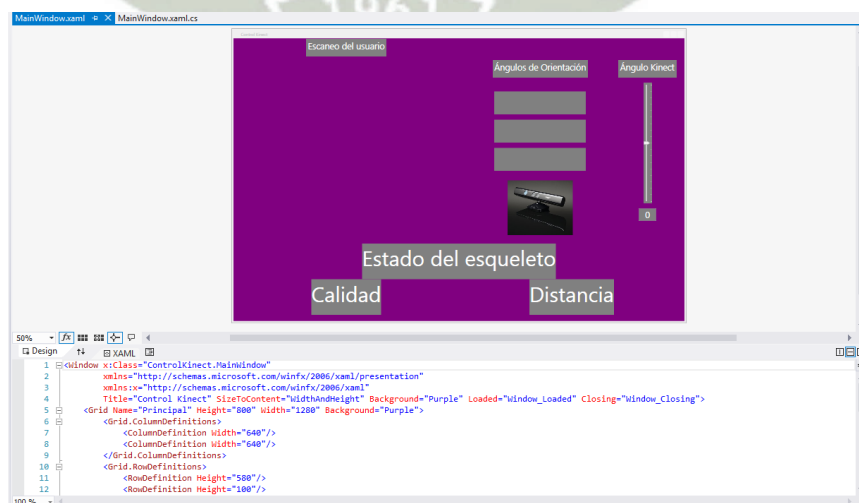 MainWindow.xaml MainWindow.xaml.cs
Escaneo del usuario
Ángulos de Orientación Ángulo Kinect
0
Estado del esqueleto
Calidad Distancia
50%
Design XAML
1 <Window x:Class="ControlKinect.MainWindow"
2 xmlns="http://schemas.microsoft.com/winfx/2006/xaml/presentation"
3 xmlns:x="http://schemas.microsoft.com/winfx/2006/xaml"
4 Title="Control Kinect" SizeToContent="WidthAndHeight" Background="Purple" Loaded="Window_Loaded" Closing="Window_Closing">
5 <Grid Name="Principal" Height="800" Width="1280" Background="Purple">
6 <Grid.ColumnDefinitions>
7 <ColumnDefinition Width="640"/>
8 <ColumnDefinition Width="640"/>
9 </Grid.ColumnDefinitions>
10 <Grid.RowDefinitions>
11 <RowDefinition Height="580"/>
12 <RowDefinition Height="100"/>
100 %